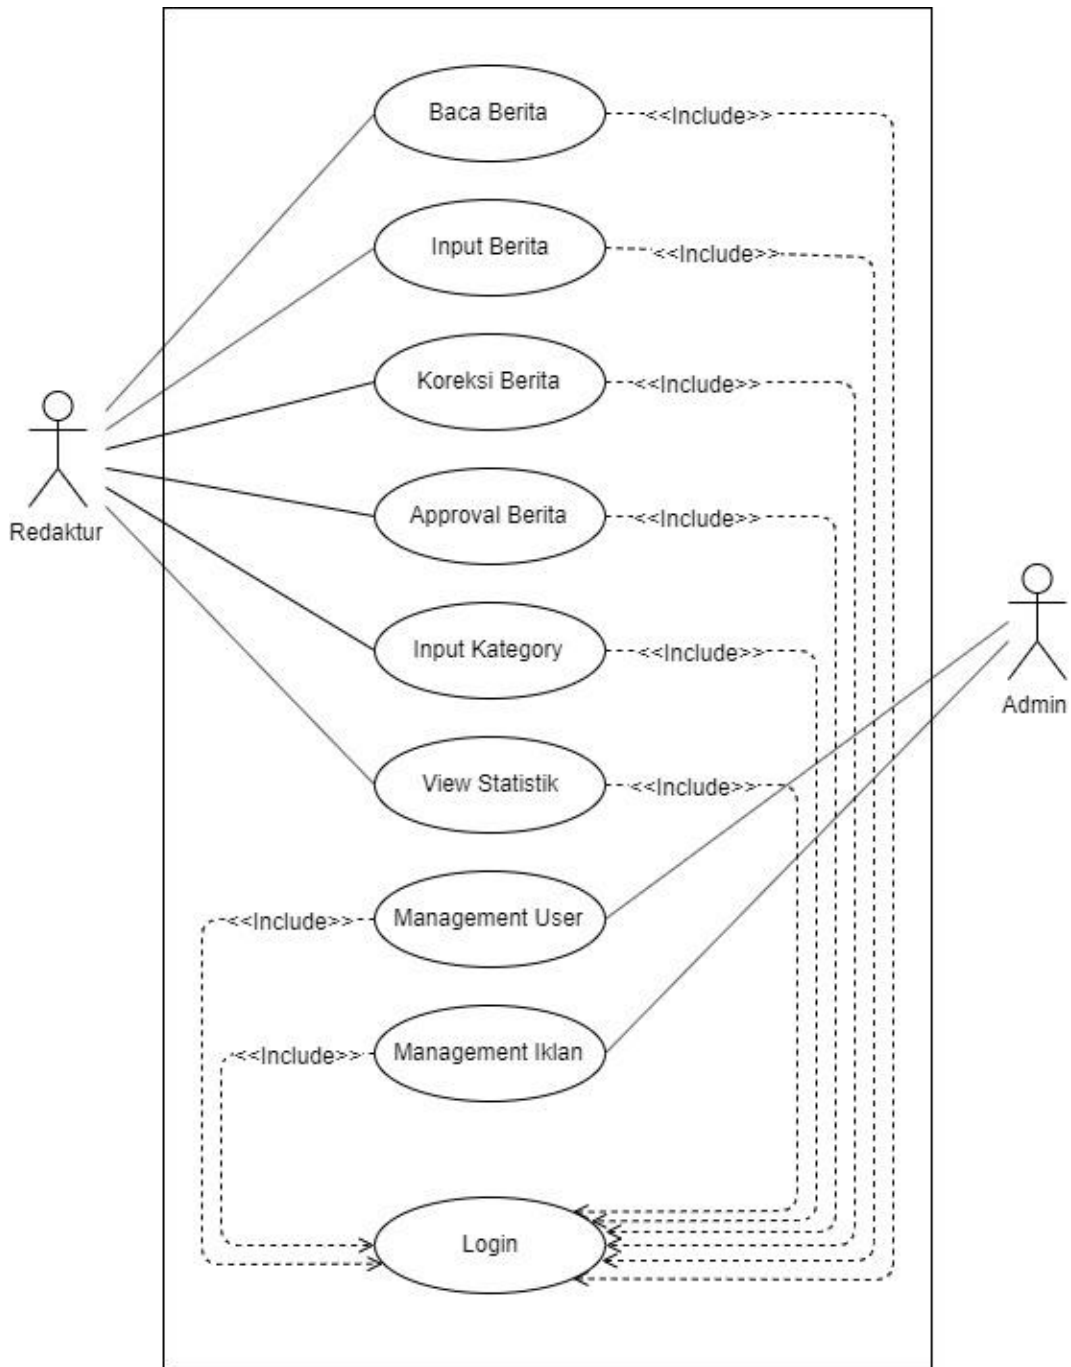 Baca Berita
<<Include>>
Input Berita
<<Include>>
Koreksi Berita
<<Include>>
Redaktur
Approval Berita
<<Include>>
Input Kategory
<<Include>>
Admin
View Statistik
<<Include>>
<<Include>>
Management User
<<Include>>
Management Iklan
Login